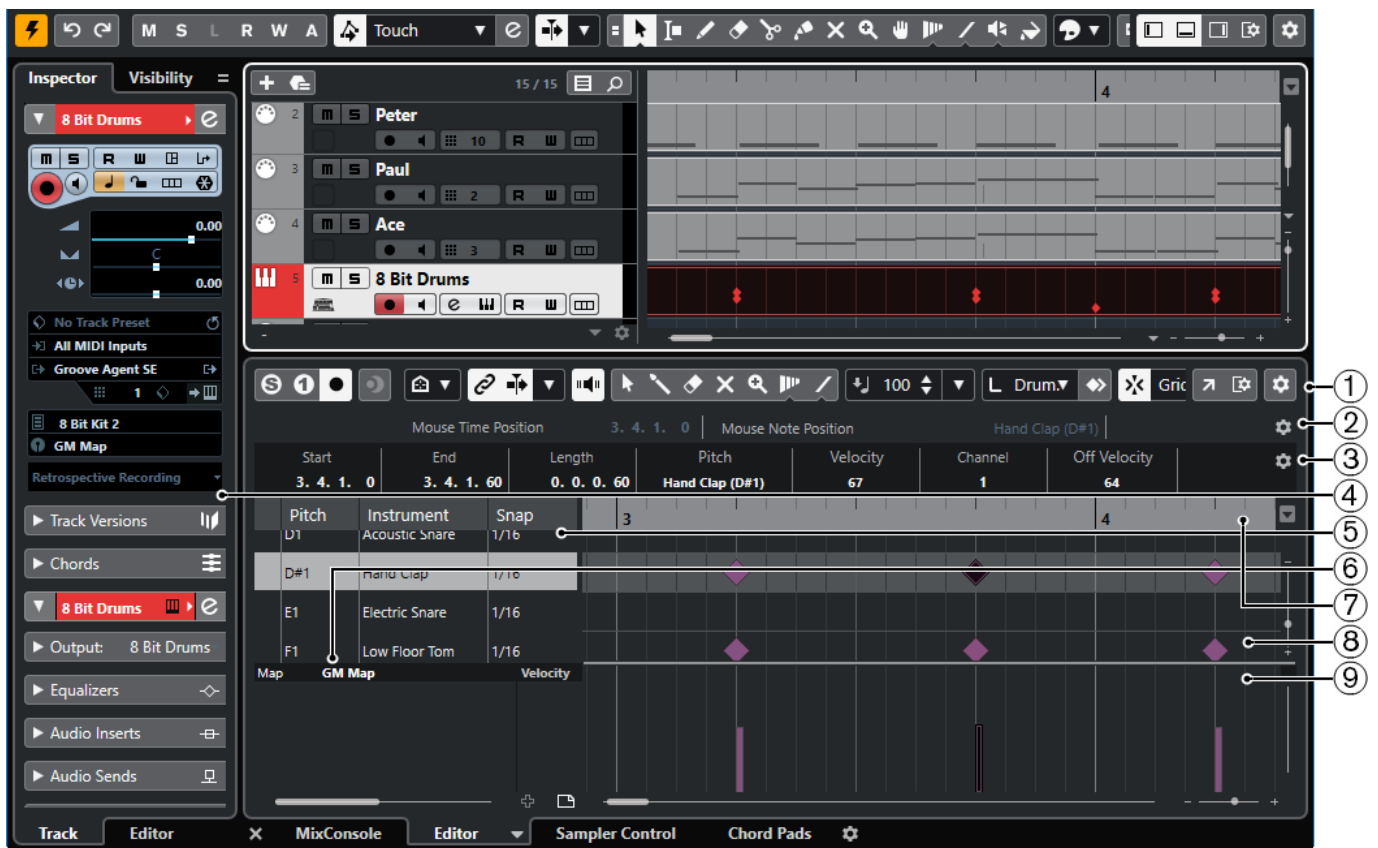 M S L R W A Touch
Inspector Visibility
15 / 15
4
8 Bit Drums
2 m S Peter
10 R W
m S R W
3 m S Paul
2 R W
0.00
4 m S Ace
C
3 R W
0.00
5 m S 8 Bit Drums
R W
No Track Preset
All MIDI Inputs
Groove Agent SE
1
S 1 100 L Drum. Gric 1
8 Bit Kit 2
Mouse Time Position 3. 4. 1. 0 Mouse Note Position Hand Clap (D#1) 2
GM Map
Start End Length Pitch Velocity Channel Off Velocity 3
3. 4. 1. 0 3. 4. 1. 60 0. 0. 0. 60 Hand Clap (D#1) 67 1 64
Retrospective Recording
4
Track Versions
Pitch Instrument Snap 3 4
D1 Acoustic Snare 1/16 5
Chords
D#1 Hand Clap 1/16 6
8 Bit Drums
E1 Electric Snare 1/16 7
Output: 8 Bit Drums
F1 Low Floor Tom 1/16 8
Map GM Map Velocity 9
Equalizers
Audio Inserts
Audio Sends
Track Editor MixConsole Editor Sampler Control Chord Pads